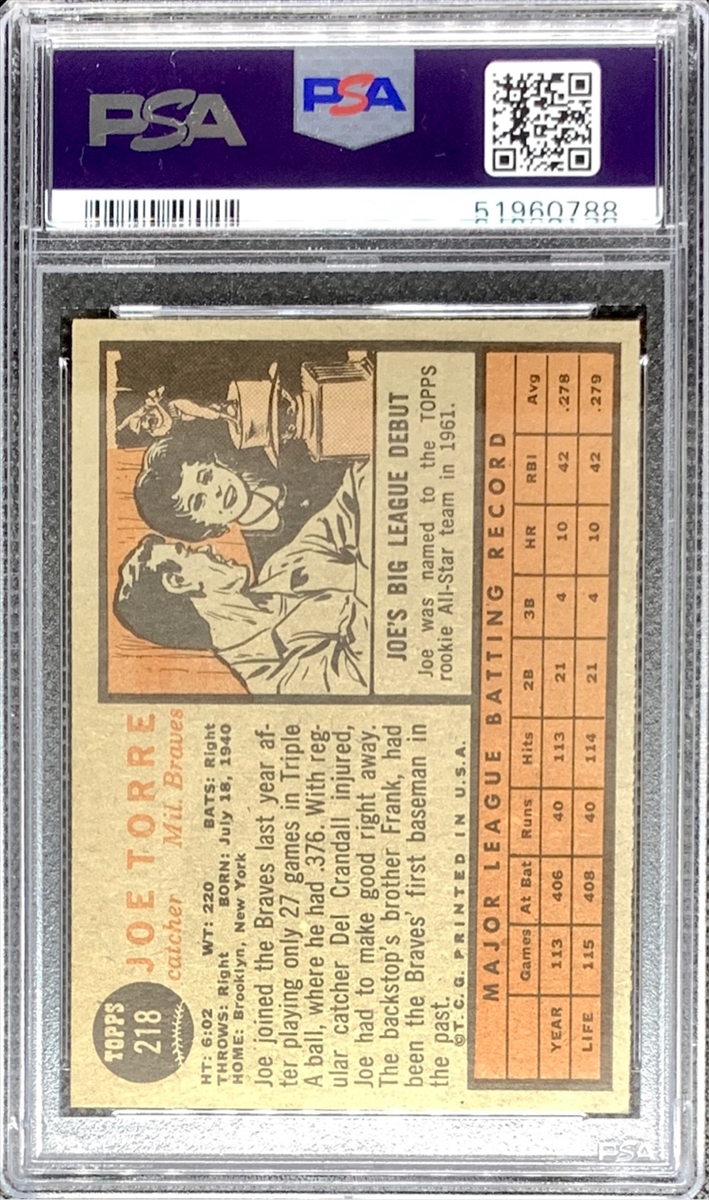 PSA
PSA
51960788
TOPPS
218
JOE TORRE
catcher Mil. Braves
HT: 6:02 WT: 220 BATS: Right
THROWS: Right BORN: July 18, 1940
HOME: Brooklyn, New York
Joe joined the Braves last year af-
ter playing only 27 games in Triple
A ball, where he had .376. With reg-
ular catcher Del Crandall injured,
Joe had to make good right away.
The backstop's brother Frank, had
been the Braves' first baseman in
the past.
©T.C.G. PRINTED IN U.S.A.
JOE'S BIG LEAGUE DEBUT
Joe was named to the TOPPS
rookie All-Star team in 1961.
MAJOR LEAGUE BATTING RECORD
Games At Bat Runs Hits 2B 3B HR RBI Avg
YEAR 113 406 40 113 21 4 10 42 .278
LIFE 115 408 40 114 21 4 10 42 .279
PSA